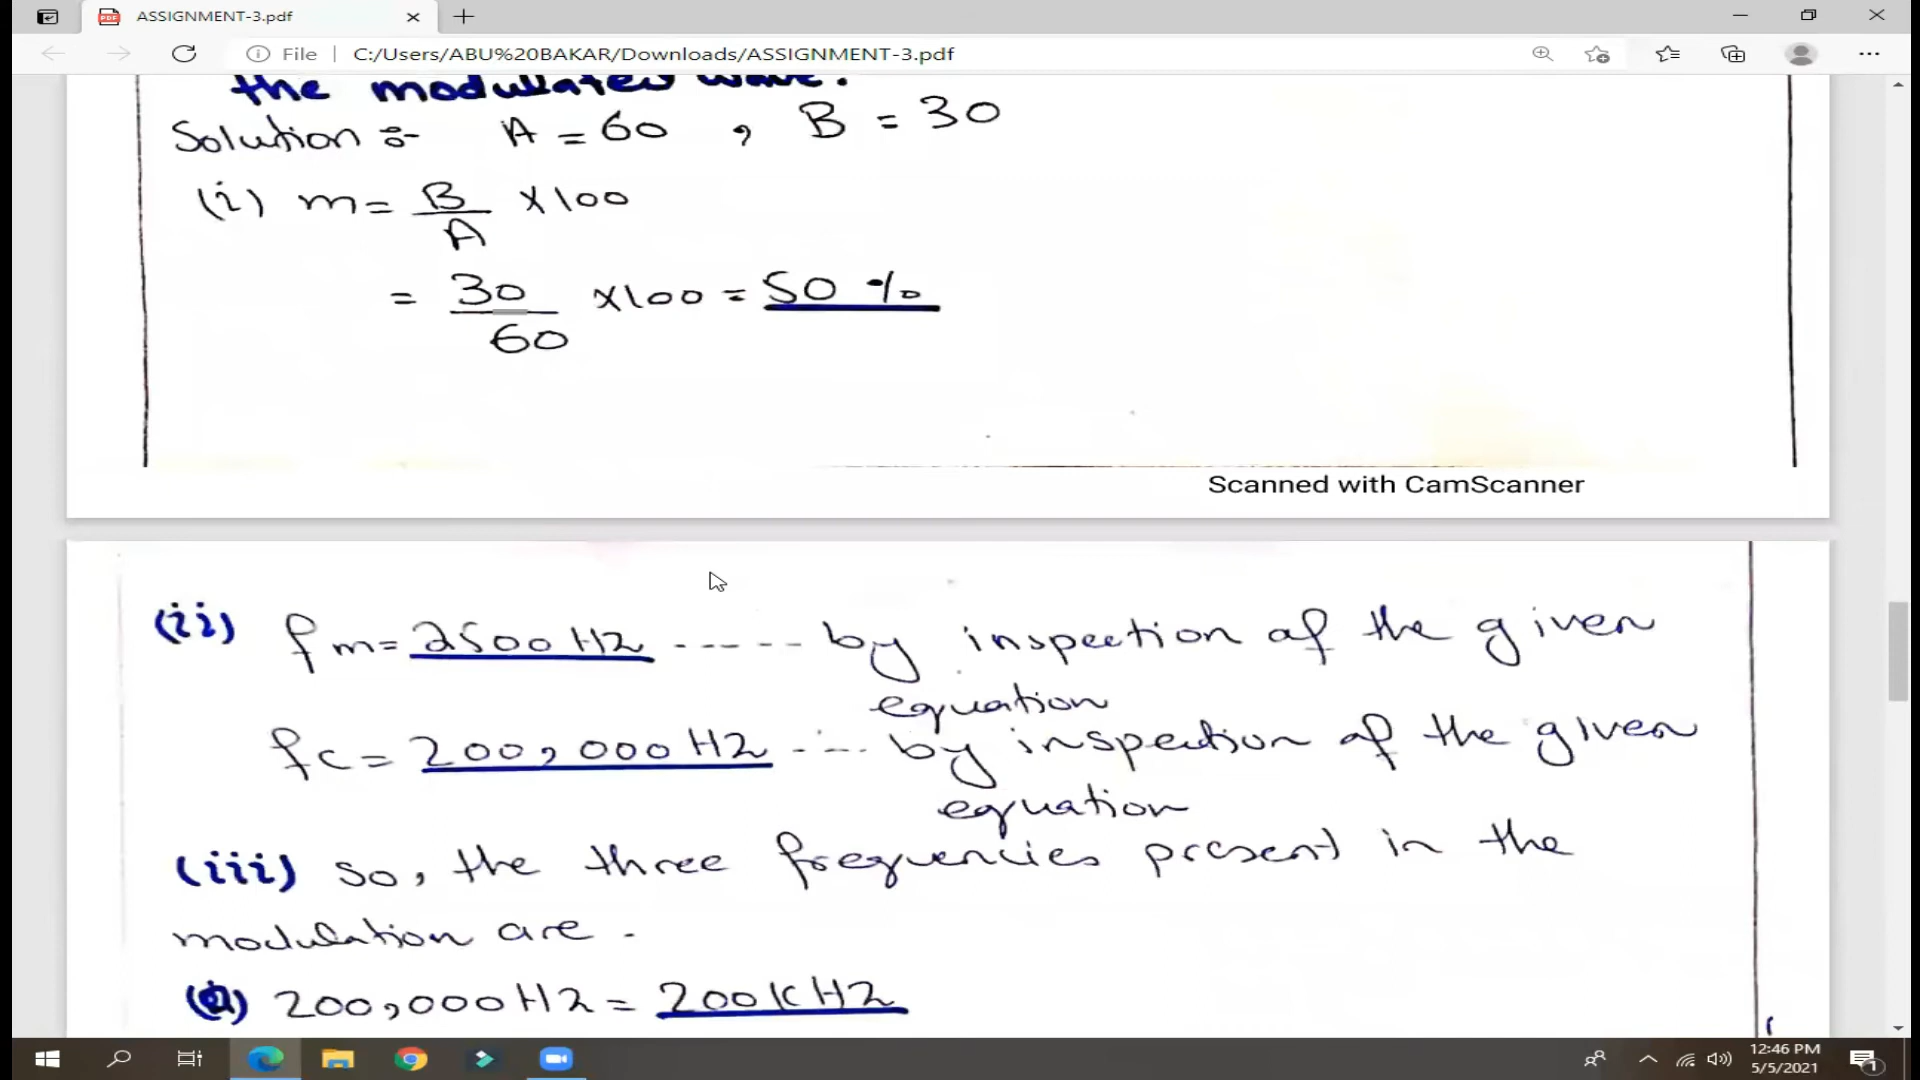 ASSIGNMENT-3.pdf
File C:/Users/ABU%20BAKAR/Downloads/ASSIGNMENT-3.pdf
the modulated wave.
Solution :- A = 60 , B = 30
(i) m = B/A ×100
= 30/60 ×100 = 50 %
Scanned with CamScanner
(ii) fm = 2500 HZ ----- by inspection of the given
equation
fc = 200,000 HZ ---- by inspection of the given
equation
(iii) so, the three frequencies present in the
modulation are .
(a) 200,000 HZ = 200 KHZ
12:46 PM
5/5/2021
1